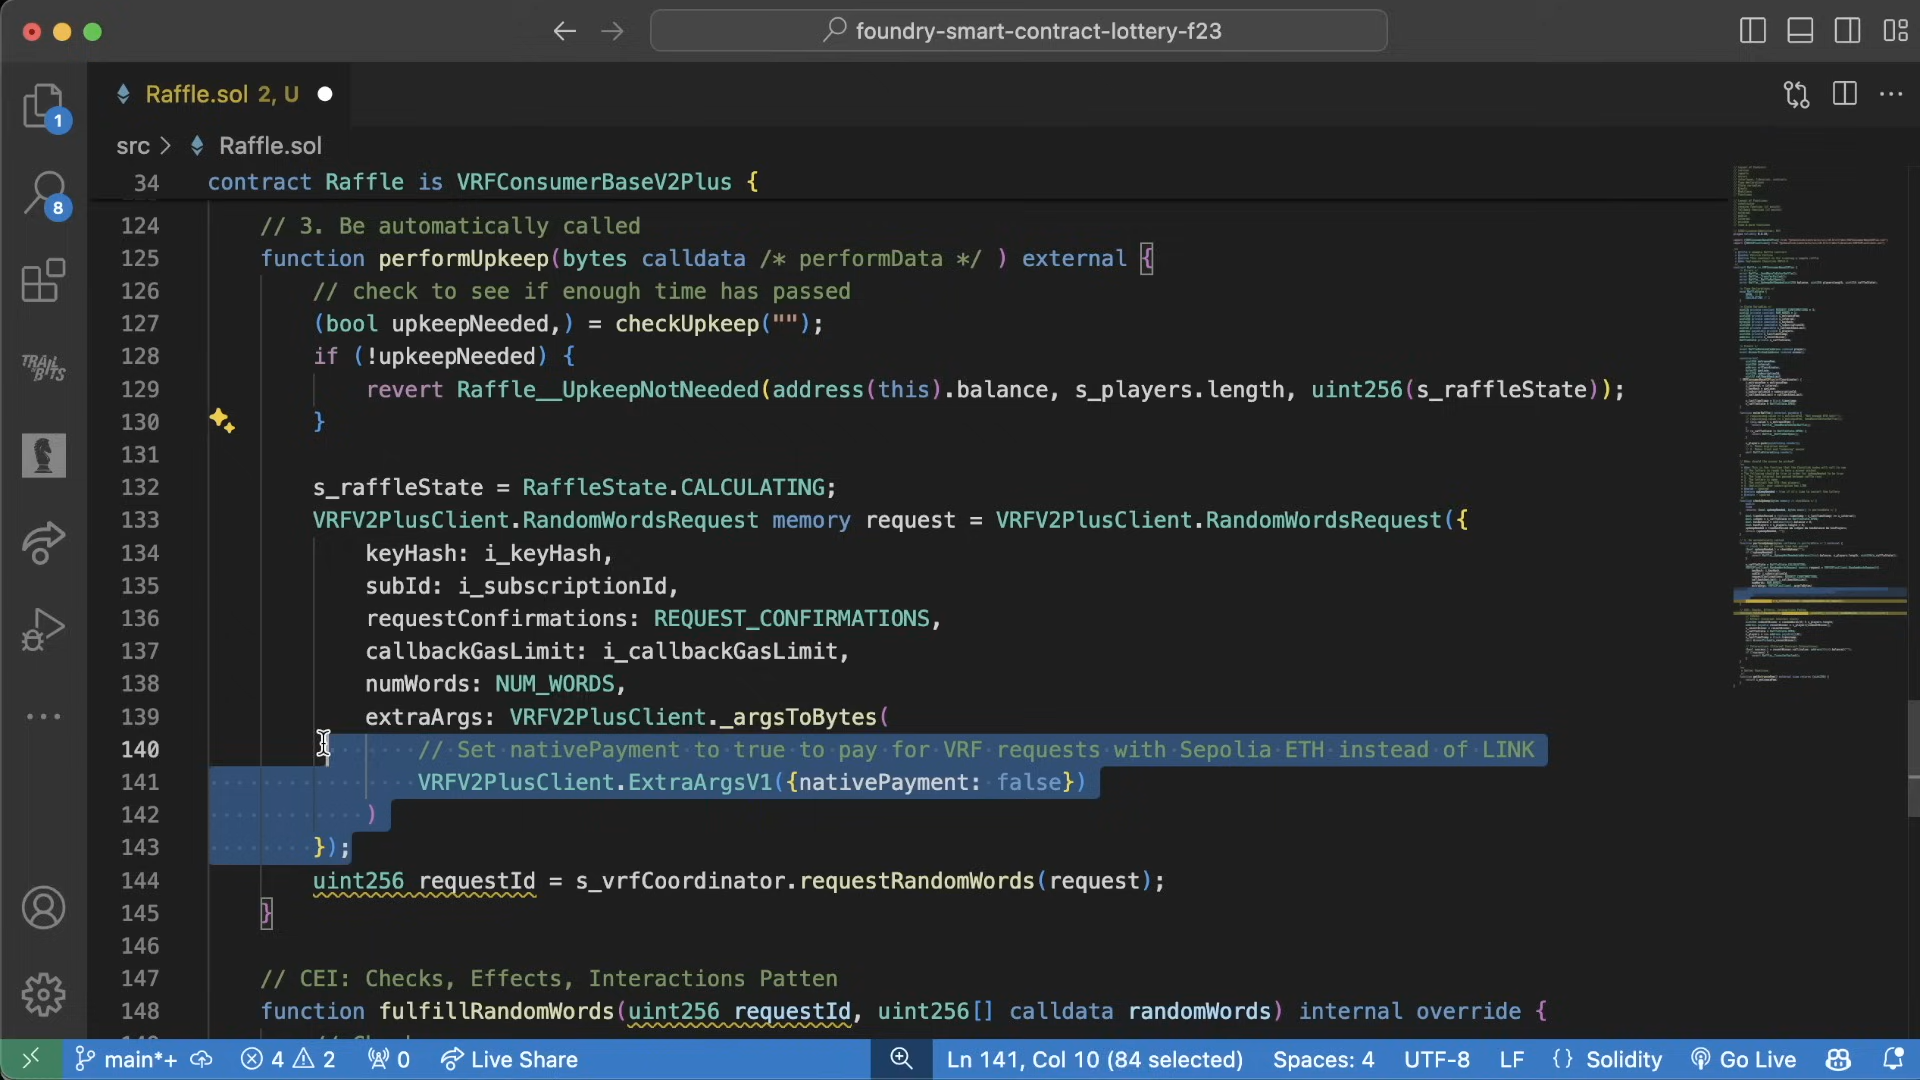 foundry-smart-contract-lottery-f23
Raffle.sol 2, U
src > Raffle.sol
1
8
TRAIL OF BITS
34 contract Raffle is VRFConsumerBaseV2Plus {
124 // 3. Be automatically called
125 function performUpkeep(bytes calldata /* performData */ ) external {
126 // check to see if enough time has passed
127 (bool upkeepNeeded,) = checkUpkeep("");
128 if (!upkeepNeeded) {
129 revert Raffle__UpkeepNotNeeded(address(this).balance, s_players.length, uint256(s_raffleState));
130 }
131
132 s_raffleState = RaffleState.CALCULATING;
133 VRFV2PlusClient.RandomWordsRequest memory request = VRFV2PlusClient.RandomWordsRequest({
134 keyHash: i_keyHash,
135 subId: i_subscriptionId,
136 requestConfirmations: REQUEST_CONFIRMATIONS,
137 callbackGasLimit: i_callbackGasLimit,
138 numWords: NUM_WORDS,
139 extraArgs: VRFV2PlusClient._argsToBytes(
140 // Set nativePayment to true to pay for VRF requests with Sepolia ETH instead of LINK
141 VRFV2PlusClient.ExtraArgsV1({nativePayment: false})
142 )
143 });
144 uint256 requestId = s_vrfCoordinator.requestRandomWords(request);
145 }
146
147 // CEI: Checks, Effects, Interactions Patten
148 function fulfillRandomWords(uint256 requestId, uint256[] calldata randomWords) internal override {
main*+ 4 2 0 Live Share Ln 141, Col 10 (84 selected) Spaces: 4 UTF-8 LF {} Solidity Go Live